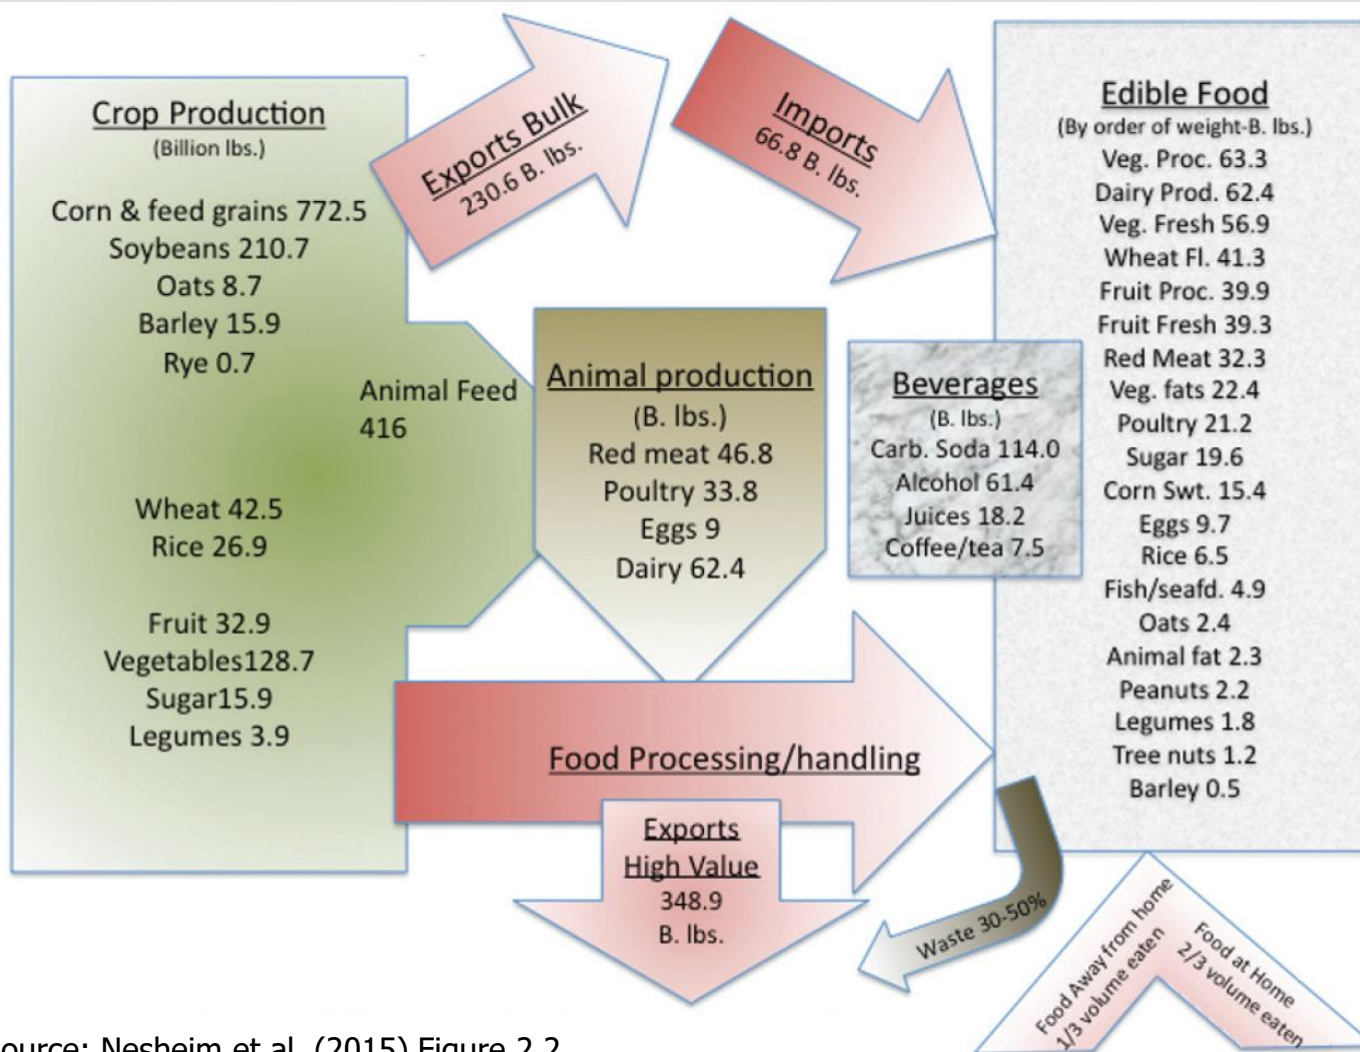 Crop Production
(Billion lbs.)
Corn & feed grains 772.5
Soybeans 210.7
Oats 8.7
Barley 15.9
Rye 0.7
Animal Feed
416
Wheat 42.5
Rice 26.9
Fruit 32.9
Vegetables128.7
Sugar15.9
Legumes 3.9
Exports Bulk
230.6 B. lbs.
Imports
66.8 B. lbs.
Animal production
(B. lbs.)
Red meat 46.8
Poultry 33.8
Eggs 9
Dairy 62.4
Beverages
(B. lbs.)
Carb. Soda 114.0
Alcohol 61.4
Juices 18.2
Coffee/tea 7.5
Edible Food
(By order of weight-B. lbs.)
Veg. Proc. 63.3
Dairy Prod. 62.4
Veg. Fresh 56.9
Wheat Fl. 41.3
Fruit Proc. 39.9
Fruit Fresh 39.3
Red Meat 32.3
Veg. fats 22.4
Poultry 21.2
Sugar 19.6
Corn Swt. 15.4
Eggs 9.7
Rice 6.5
Fish/seafd. 4.9
Oats 2.4
Animal fat 2.3
Peanuts 2.2
Legumes 1.8
Tree nuts 1.2
Barley 0.5
Food Processing/handling
Exports
High Value
348.9
B. lbs.
Waste 30-50%
Food Away from home
1/3 volume eaten
Food at Home
2/3 volume eaten
ource: Nesheim et al. (2015) Figure 2.2